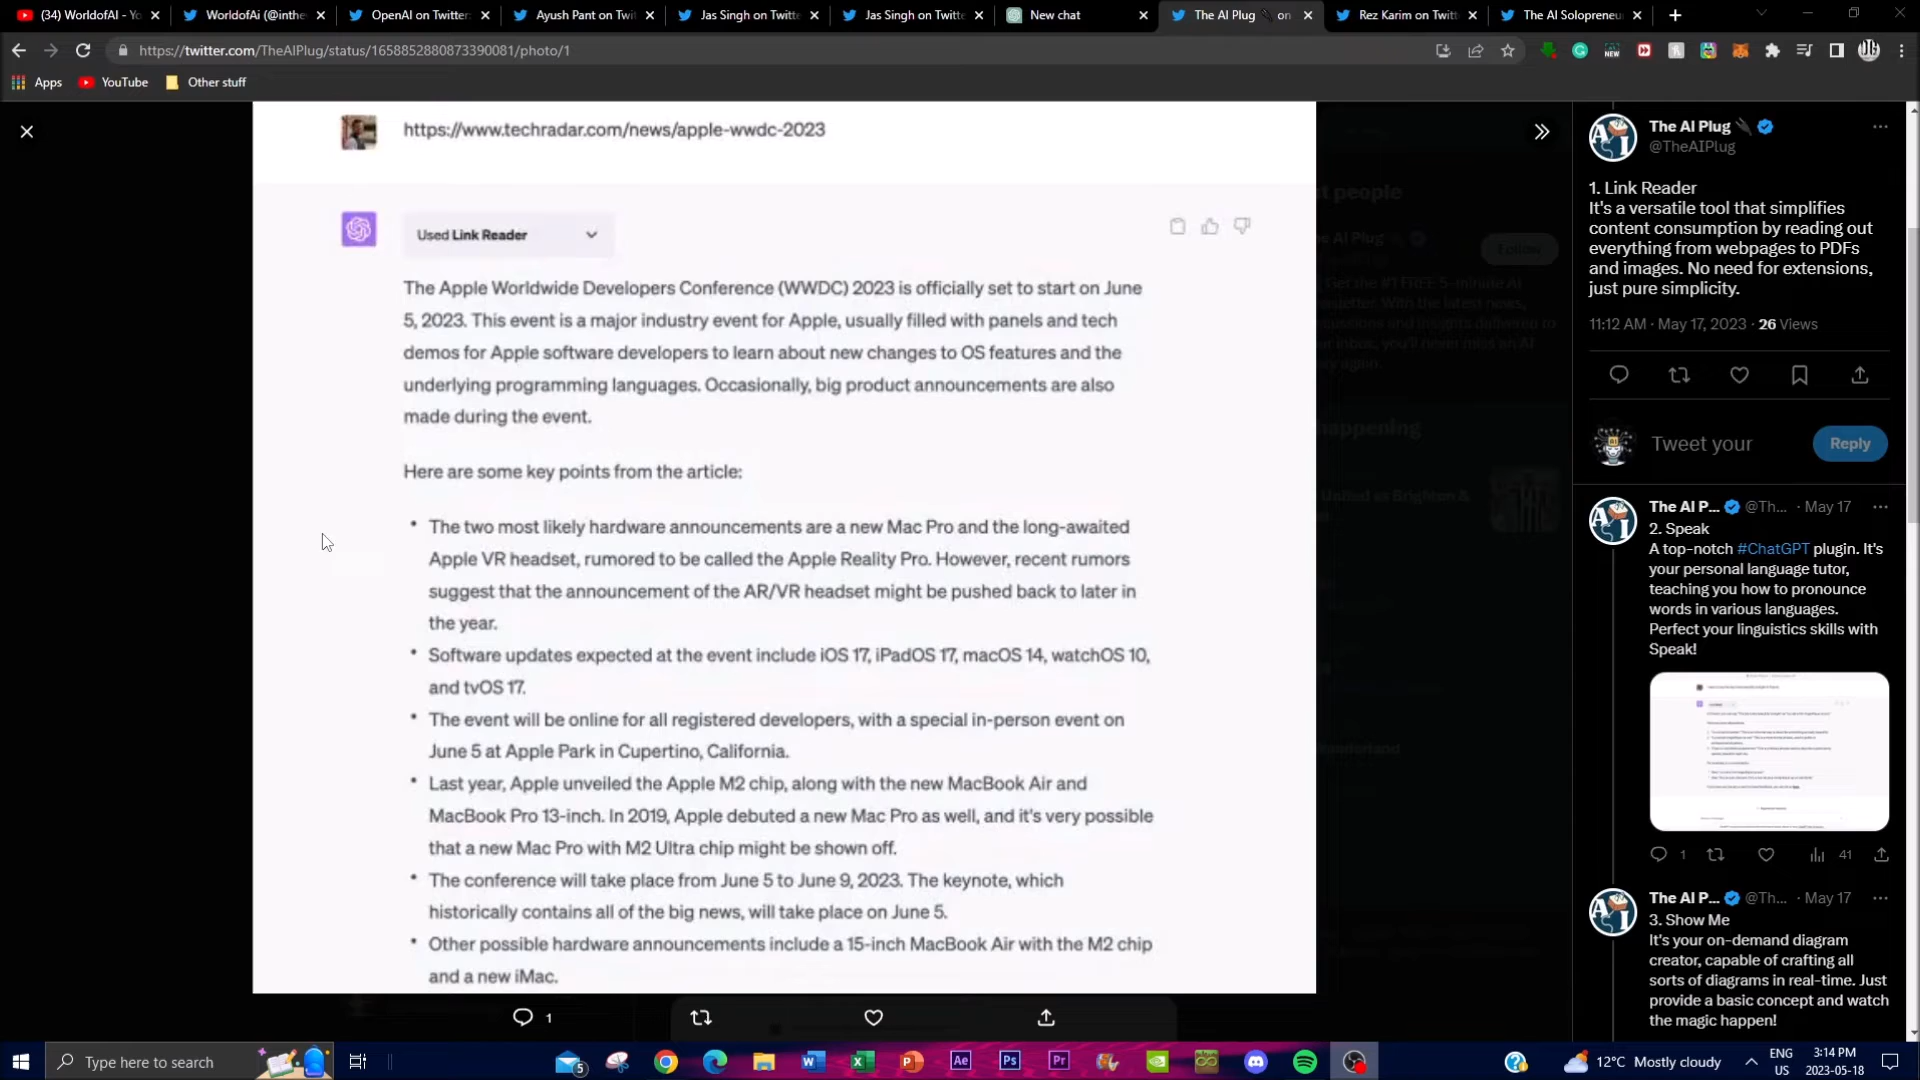 (34) WorldofAI - Yo
WorldofAi (@inthe
OpenAI on Twitter:
Ayush Pant on Twi
Jas Singh on Twitte
Jas Singh on Twitte
New chat
The AI Plug 🔌 on
Rez Karim on Twitt
The AI Solopreneu
https://twitter.com/TheAIPlug/status/1658852880873390081/photo/1
Apps
YouTube
Other stuff
https://www.techradar.com/news/apple-wwdc-2023
Used Link Reader
The Apple Worldwide Developers Conference (WWDC) 2023 is officially set to start on June
5, 2023. This event is a major industry event for Apple, usually filled with panels and tech
demos for Apple software developers to learn about new changes to OS features and the
underlying programming languages. Occasionally, big product announcements are also
made during the event.
Here are some key points from the article:
• The two most likely hardware announcements are a new Mac Pro and the long-awaited
Apple VR headset, rumored to be called the Apple Reality Pro. However, recent rumors
suggest that the announcement of the AR/VR headset might be pushed back to later in
the year.
• Software updates expected at the event include iOS 17, iPadOS 17, macOS 14, watchOS 10,
and tvOS 17.
• The event will be online for all registered developers, with a special in-person event on
June 5 at Apple Park in Cupertino, California.
• Last year, Apple unveiled the Apple M2 chip, along with the new MacBook Air and
MacBook Pro 13-inch. In 2019, Apple debuted a new Mac Pro as well, and it's very possible
that a new Mac Pro with M2 Ultra chip might be shown off.
• The conference will take place from June 5 to June 9, 2023. The keynote, which
historically contains all of the big news, will take place on June 5.
• Other possible hardware announcements include a 15-inch MacBook Air with the M2 chip
and a new iMac.
1
The AI Plug 🔌
@TheAIPlug
1. Link Reader
It's a versatile tool that simplifies
content consumption by reading out
everything from webpages to PDFs
and images. No need for extensions,
just pure simplicity.
11:12 AM · May 17, 2023 · 26 Views
Tweet your
Reply
The AI P... @Th... · May 17
2. Speak
A top-notch #ChatGPT plugin. It's
your personal language tutor,
teaching you how to pronounce
words in various languages.
Perfect your linguistics skills with
Speak!
1
41
The AI P... @Th... · May 17
3. Show Me
It's your on-demand diagram
creator, capable of crafting all
sorts of diagrams in real-time. Just
provide a basic concept and watch
the magic happen!
Type here to search
5
12°C Mostly cloudy
ENG
US
3:14 PM
2023-05-18